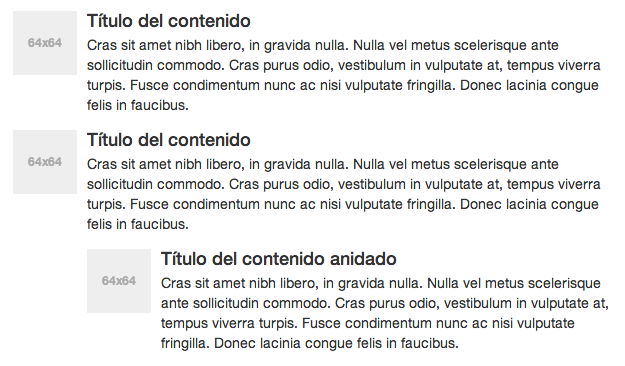 Título del contenido
64x64
Cras sit amet nibh libero, in gravida nulla. Nulla vel metus scelerisque ante
sollicitudin commodo. Cras purus odio, vestibulum in vulputate at, tempus viverra
turpis. Fusce condimentum nunc ac nisi vulputate fringilla. Donec lacinia congue
felis in faucibus.
Título del contenido
64x64
Cras sit amet nibh libero, in gravida nulla. Nulla vel metus scelerisque ante
sollicitudin commodo. Cras purus odio, vestibulum in vulputate at, tempus viverra
turpis. Fusce condimentum nunc ac nisi vulputate fringilla. Donec lacinia congue
felis in faucibus.
Título del contenido anidado
64x64
Cras sit amet nibh libero, in gravida nulla. Nulla vel metus scelerisque
ante sollicitudin commodo. Cras purus odio, vestibulum in vulputate at,
tempus viverra turpis. Fusce condimentum nunc ac nisi vulputate
fringilla. Donec lacinia congue felis in faucibus.